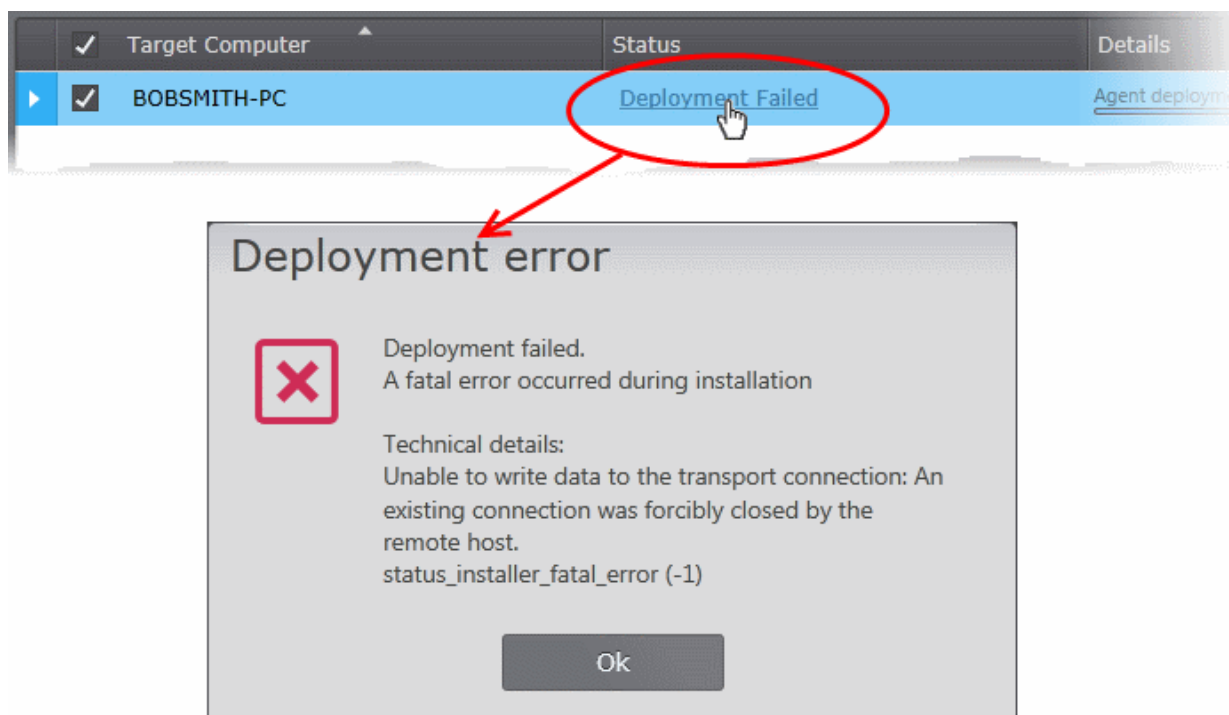 Target Computer Status Details
BOBSMITH-PC Deployment Failed Agent
Deployment error
Deployment failed.
A fatal error occurred during installation
Technical details:
Unable to write data to the transport connection: An
existing connection was forcibly closed by the
remote host.
status_installer_fatal_error (-1)
Ok